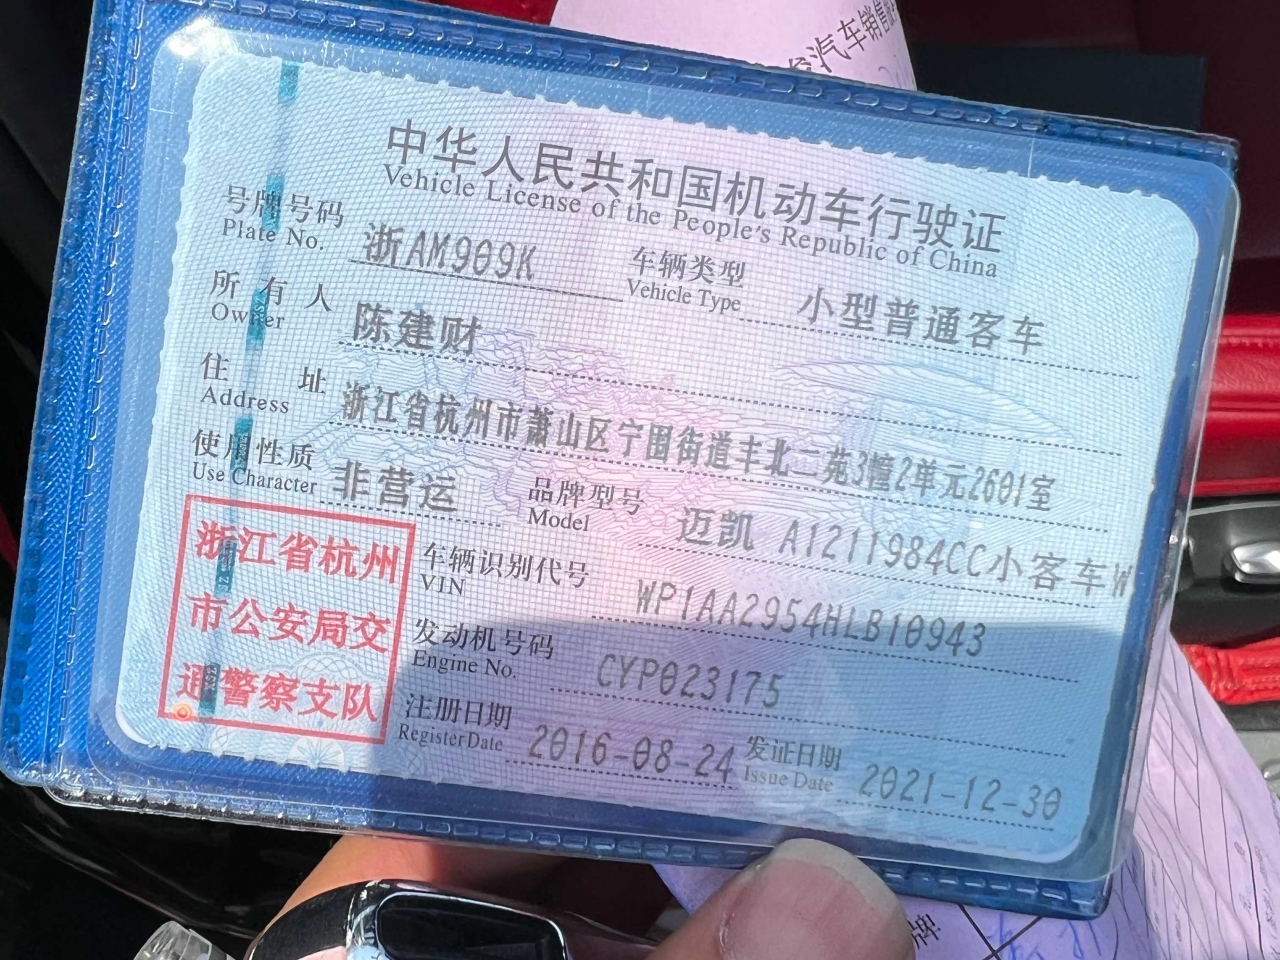 汽车销售
中华人民共和国机动车行驶证
Vehicle License of the People's Republic of China
号牌号码 浙AM909K 车辆类型 小型普通客车
Plate No. Vehicle Type
所有人 陈建财
Owner
住址 浙江省杭州市萧山区宁围街道丰北二苑3幢2单元2601室
Address
使用性质 非营运 品牌型号 迈凯 A1211984CC小客车W
Use Character Model
浙江省杭州
市公安局交
通警察支队
车辆识别代号 WP1AA2954HLB10943
VIN
发动机号码 CYP023175
Engine No.
注册日期 2016-08-24 发证日期 2021-12-30
Register Date Issue Date
牌